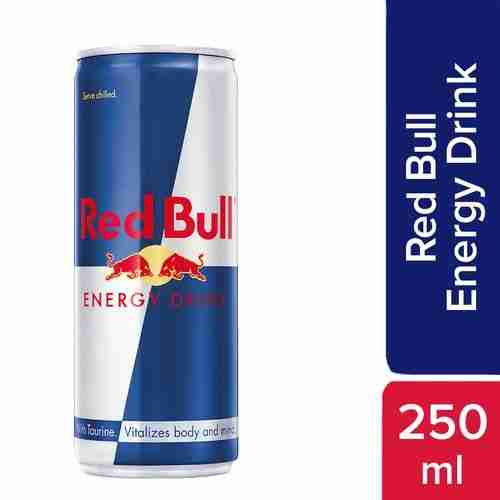 Serve chilled.
Red Bull
ENERGY DRINK
With Taurine. Vitalizes body and mind.
Red Bull
Energy Drink
250
ml